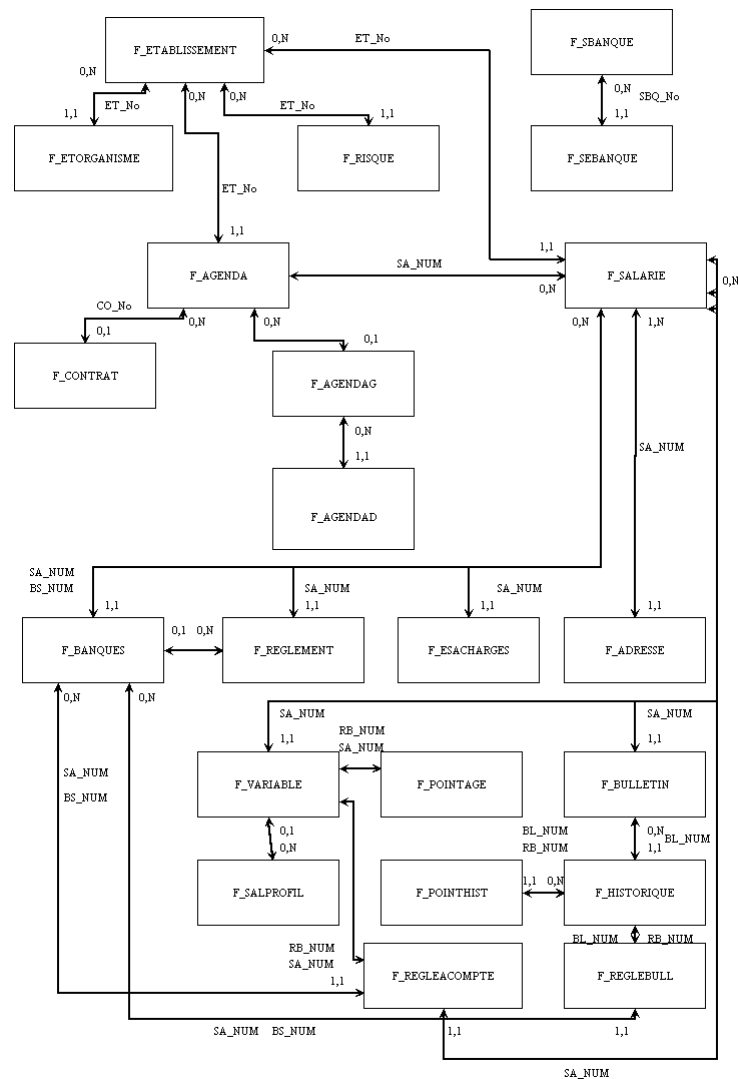 F_ETABLISSEMENT
0,N
ET_No
F_SBANQUE
0,N
0,N
0,N
0,N
ET_No
ET_No
SBQ_No
1,1
1,1
1,1
F_ETORGANISME
F_RISQUE
F_SEBANQUE
ET_No
1,1
1,1
F_AGENDA
SA_NUM
0,N
F_SALARIE
0,N
CO_No
0,N
0,N
0,N
1,N
0,1
0,1
F_CONTRAT
F_AGENDAG
0,N
1,1
SA_NUM
F_AGENDAD
SA_NUM
BS_NUM
SA_NUM
SA_NUM
1,1
1,1
1,1
1,1
F_BANQUES
0,1
0,N
F_REGLEMENT
F_ESACHARGES
F_ADRESSE
0,N
0,N
SA_NUM
SA_NUM
1,1
RB_NUM
SA_NUM
1,1
SA_NUM
BS_NUM
F_VARIABLE
F_POINTAGE
F_BULLETIN
0,1
0,N
BL_NUM
RB_NUM
0,N
BL_NUM
1,1
F_SALPROFIL
F_POINTHIST
1,1
0,N
F_HISTORIQUE
RB_NUM
SA_NUM
BL_NUM
RB_NUM
1,1
F_REGLEACOMPTE
F_REGLEBULL
SA_NUM
BS_NUM
1,1
1,1
SA_NUM